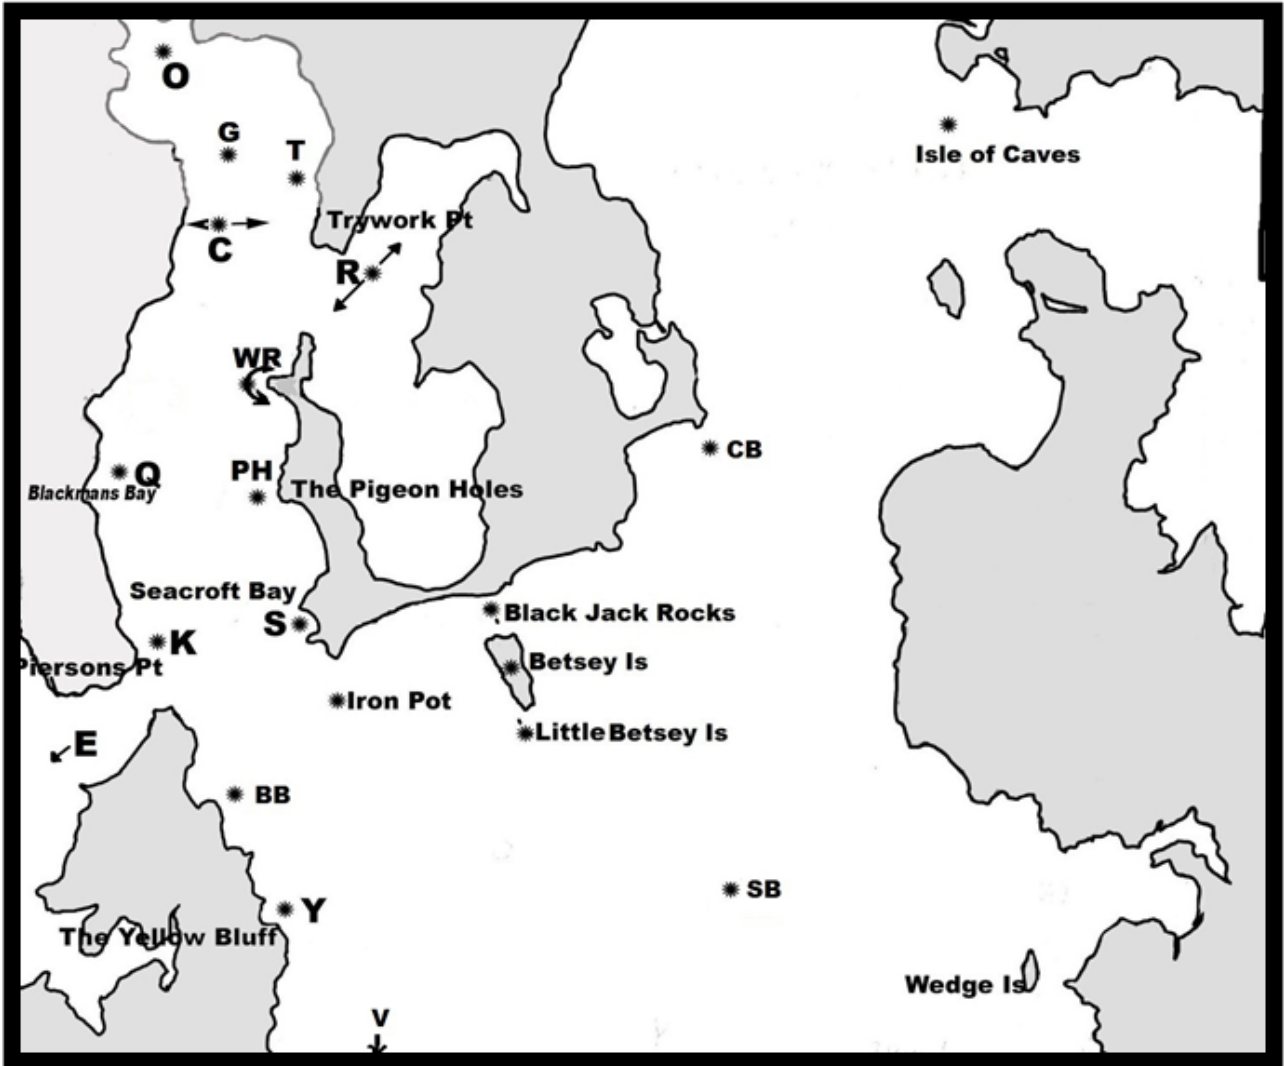 O
G
T
Isle of Caves
Trywork Pt
C
R
WR
CB
PH
Q
The Pigeon Holes
Blackmans Bay
Seacroft Bay
Black Jack Rocks
S
K
Betsey Is
Piersons Pt
Iron Pot
Little Betsey Is
E
BB
SB
Y
The Yellow Bluff
Wedge Is
V